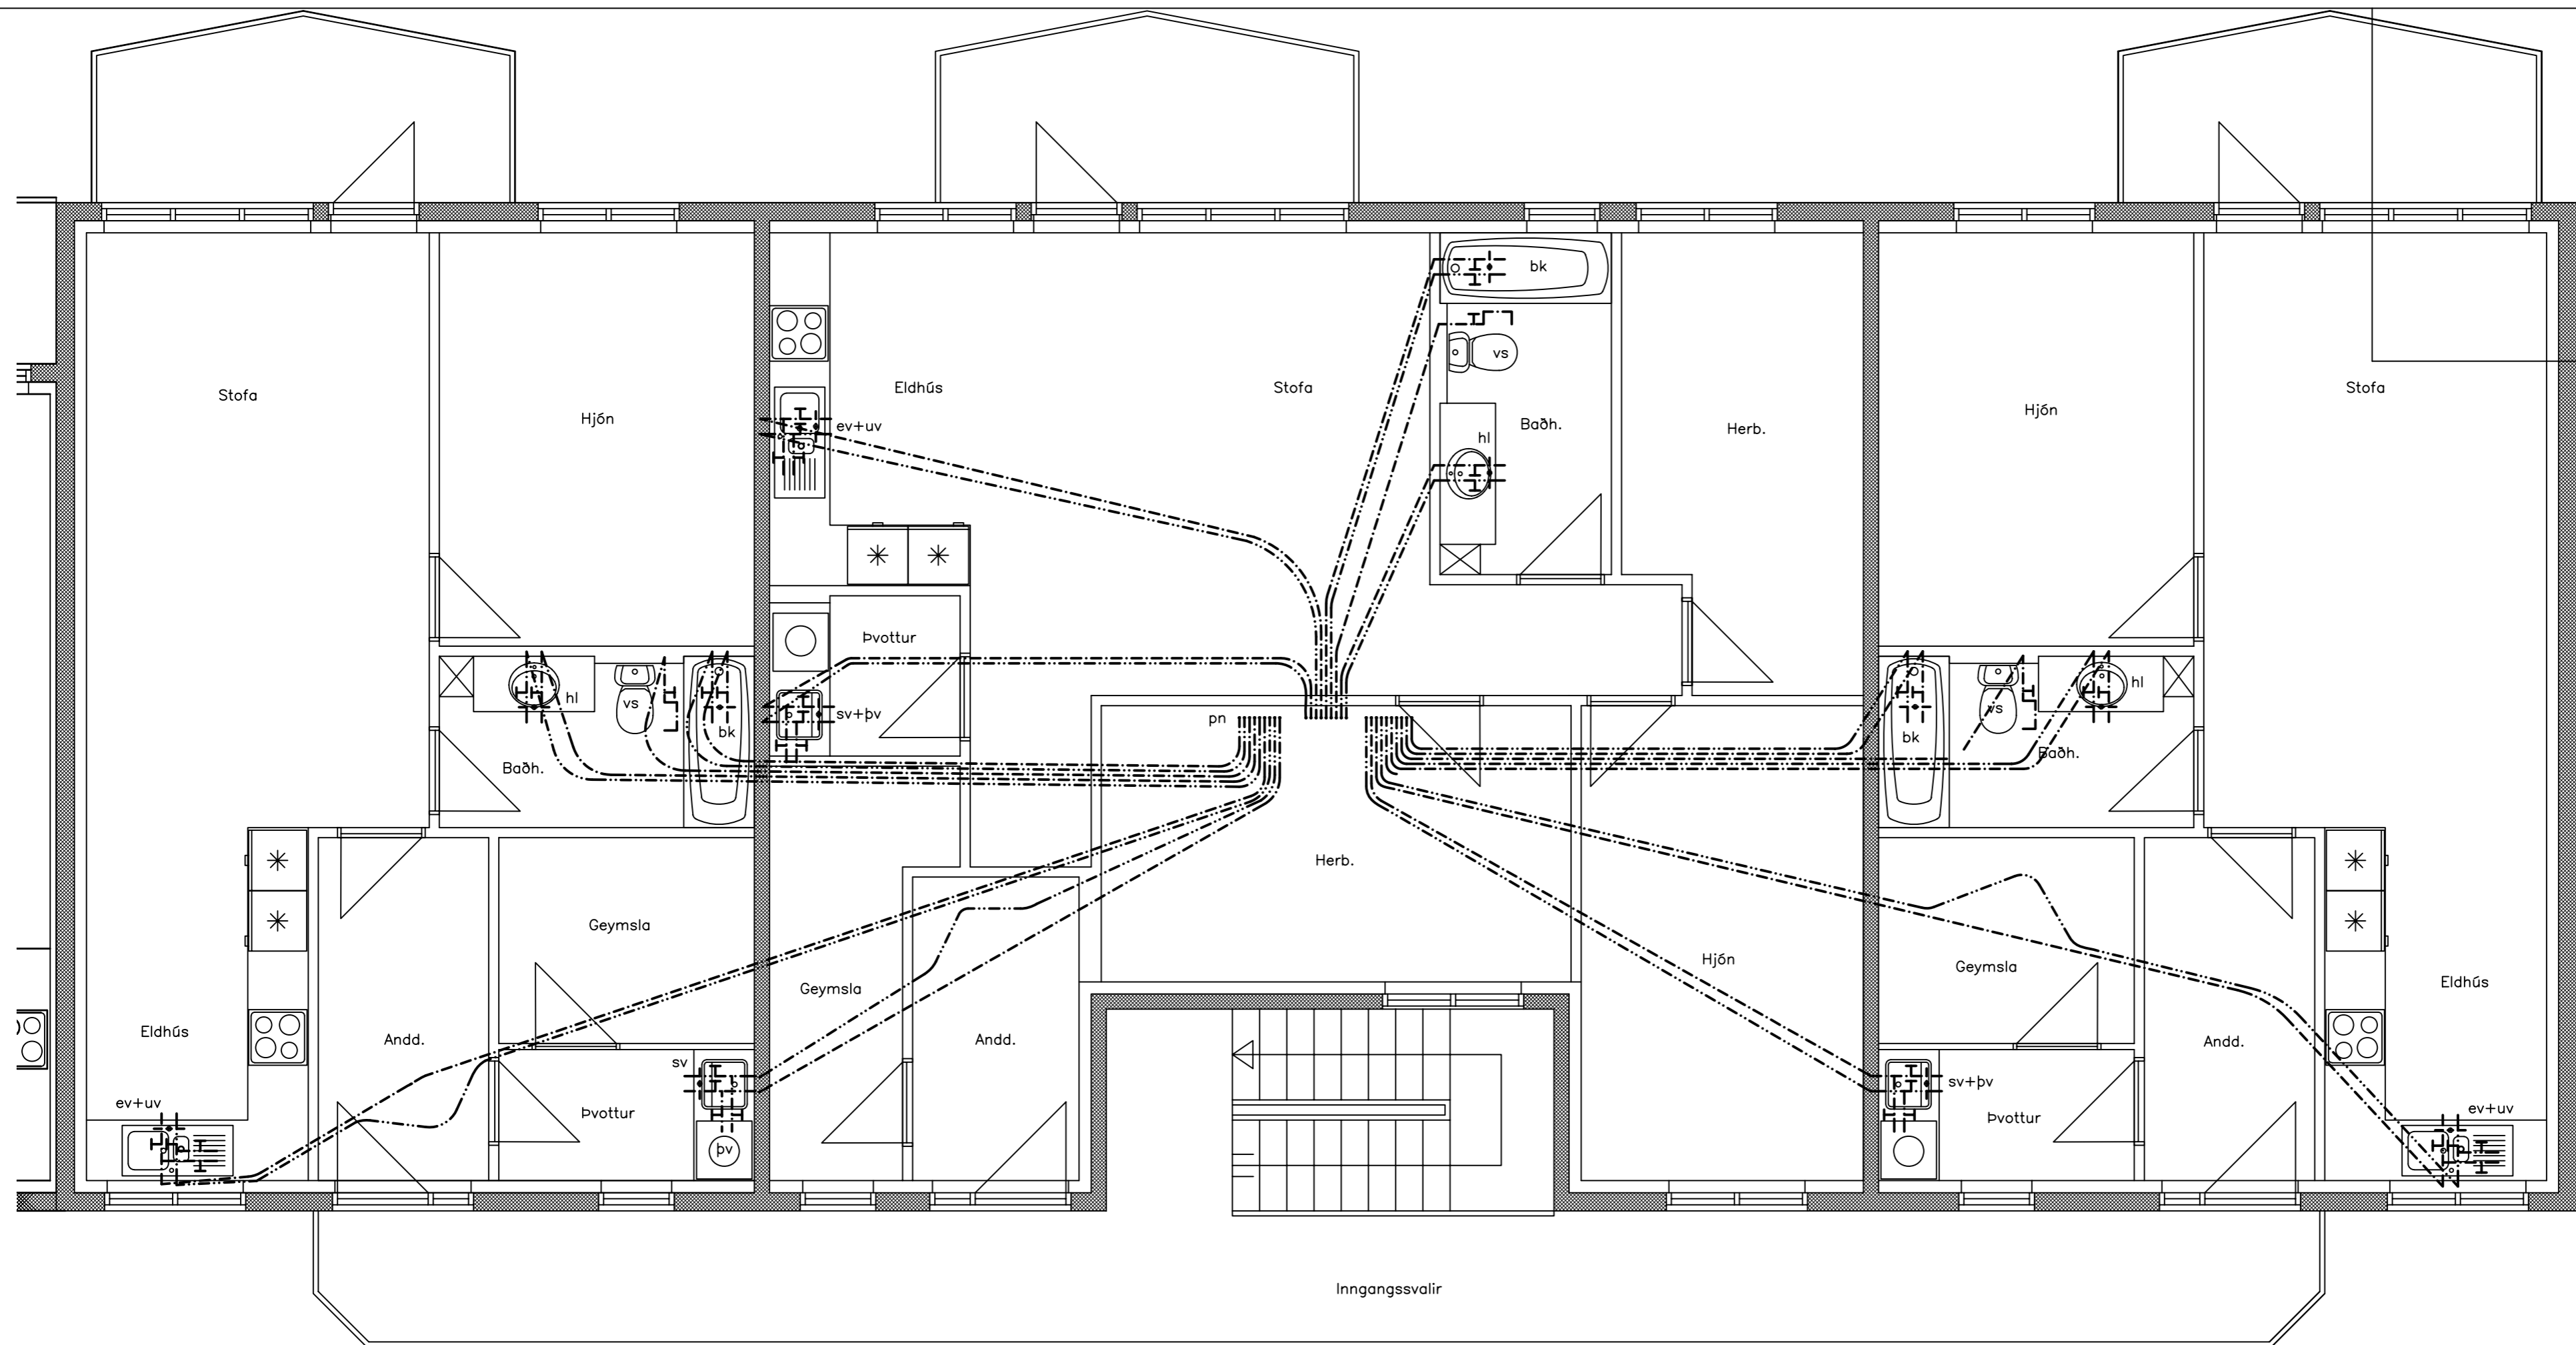 bk
Stofa
Hjón
Eldhús
Stofa
vs
ev+uv
hl
Baðh.
Herb.
Hjón
Stofa
Þvottur
hl
vs
bk
Baðh.
sv+þv
pn
bk
vs
hl
Baðh.
Herb.
Geymsla
Geymsla
Hjón
Geymsla
Eldhús
Eldhús
Andd.
Andd.
Andd.
sv
sv+þv
ev+uv
Þvottur
Þvottur
ev+uv
þv
Inngangssvalir